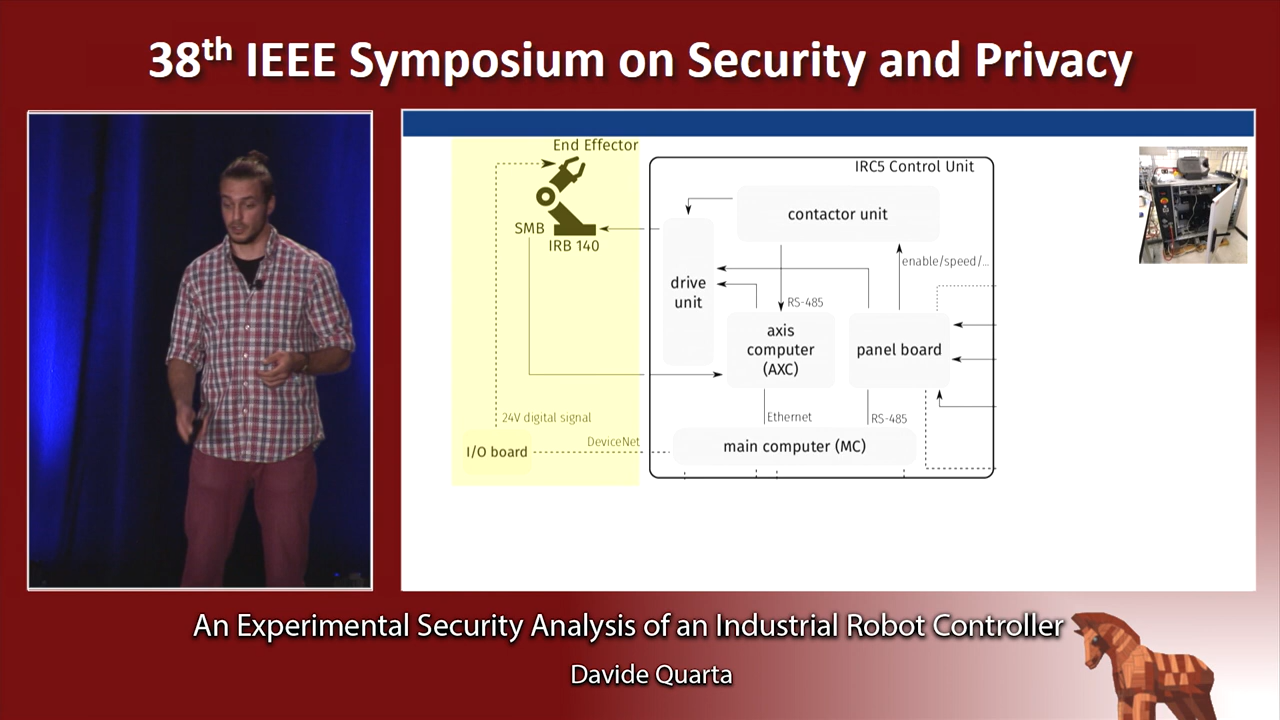 38th IEEE Symposium on Security and Privacy
End Effector
IRC5 Control Unit
contactor unit
SMB
IRB 140
enable/speed/...
drive
unit
RS-485
axis
computer
(AXC)
panel board
24V digital signal
Ethernet
RS-485
DeviceNet
I/O board
main computer (MC)
An Experimental Security Analysis of an Industrial Robot Controller
Davide Quarta